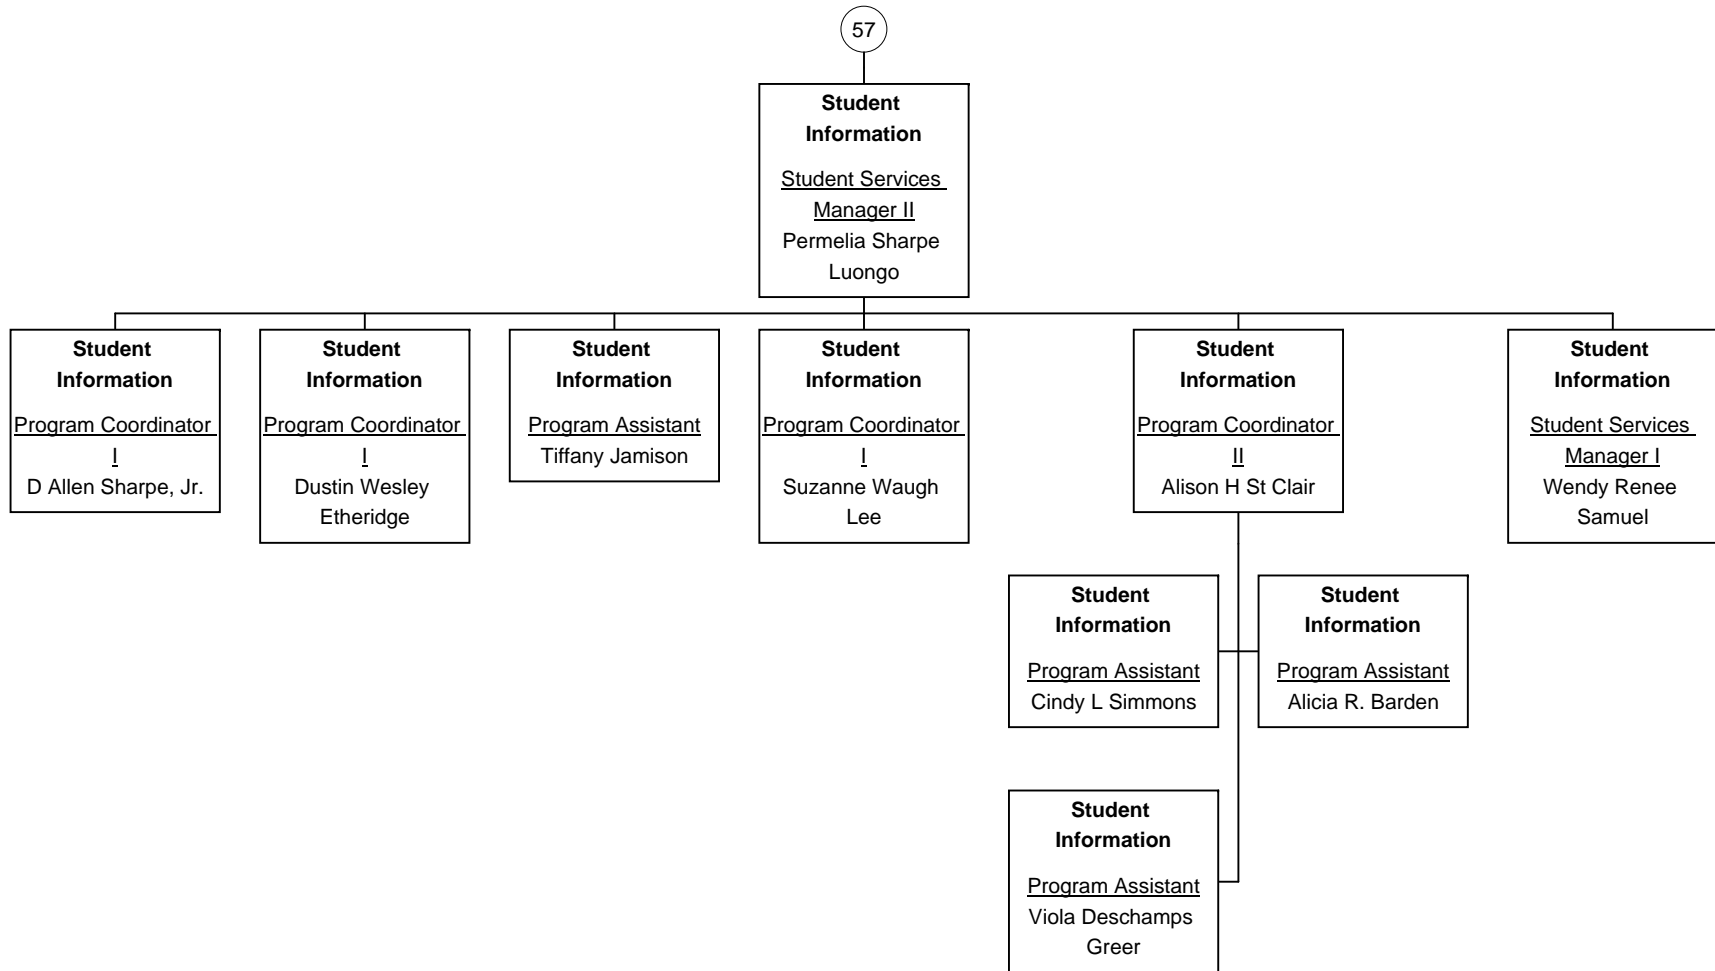 57
Student
Information
Student Services
Manager II
Permelia Sharpe
Luongo
Student
Information
Program Coordinator
I
D Allen Sharpe, Jr.
Student
Information
Program Coordinator
I
Dustin Wesley
Etheridge
Student
Information
Program Assistant
Tiffany Jamison
Student
Information
Program Coordinator
I
Suzanne Waugh
Lee
Student
Information
Program Coordinator
II
Alison H St Clair
Student
Information
Student Services
Manager I
Wendy Renee
Samuel
Student
Information
Program Assistant
Cindy L Simmons
Student
Information
Program Assistant
Alicia R. Barden
Student
Information
Program Assistant
Viola Deschamps
Greer